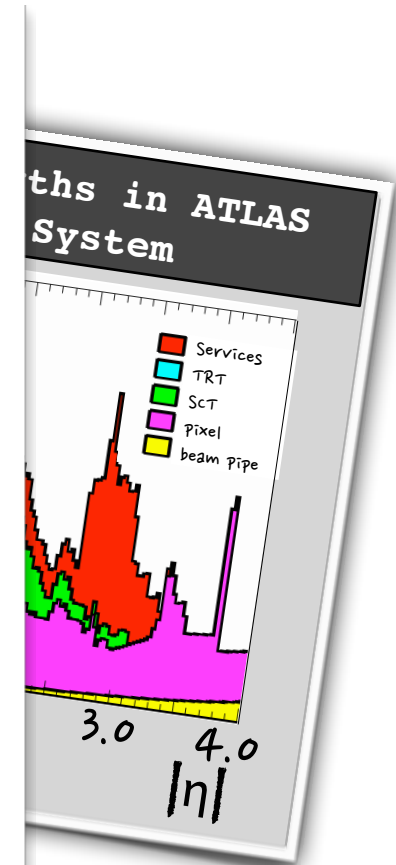 ths in ATLAS
System
Services
TRT
SCT
Pixel
beam pipe
3.0
4.0
|η|